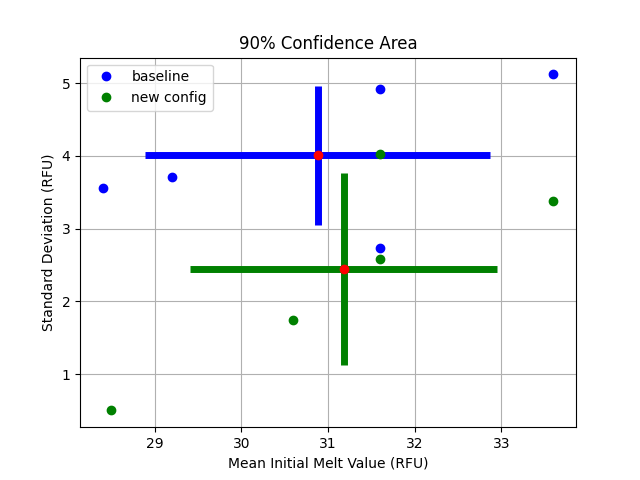 90% Confidence Area
baseline
new config
Standard Deviation (RFU)
5
4
3
2
1
29 30 31 32 33
Mean Initial Melt Value (RFU)